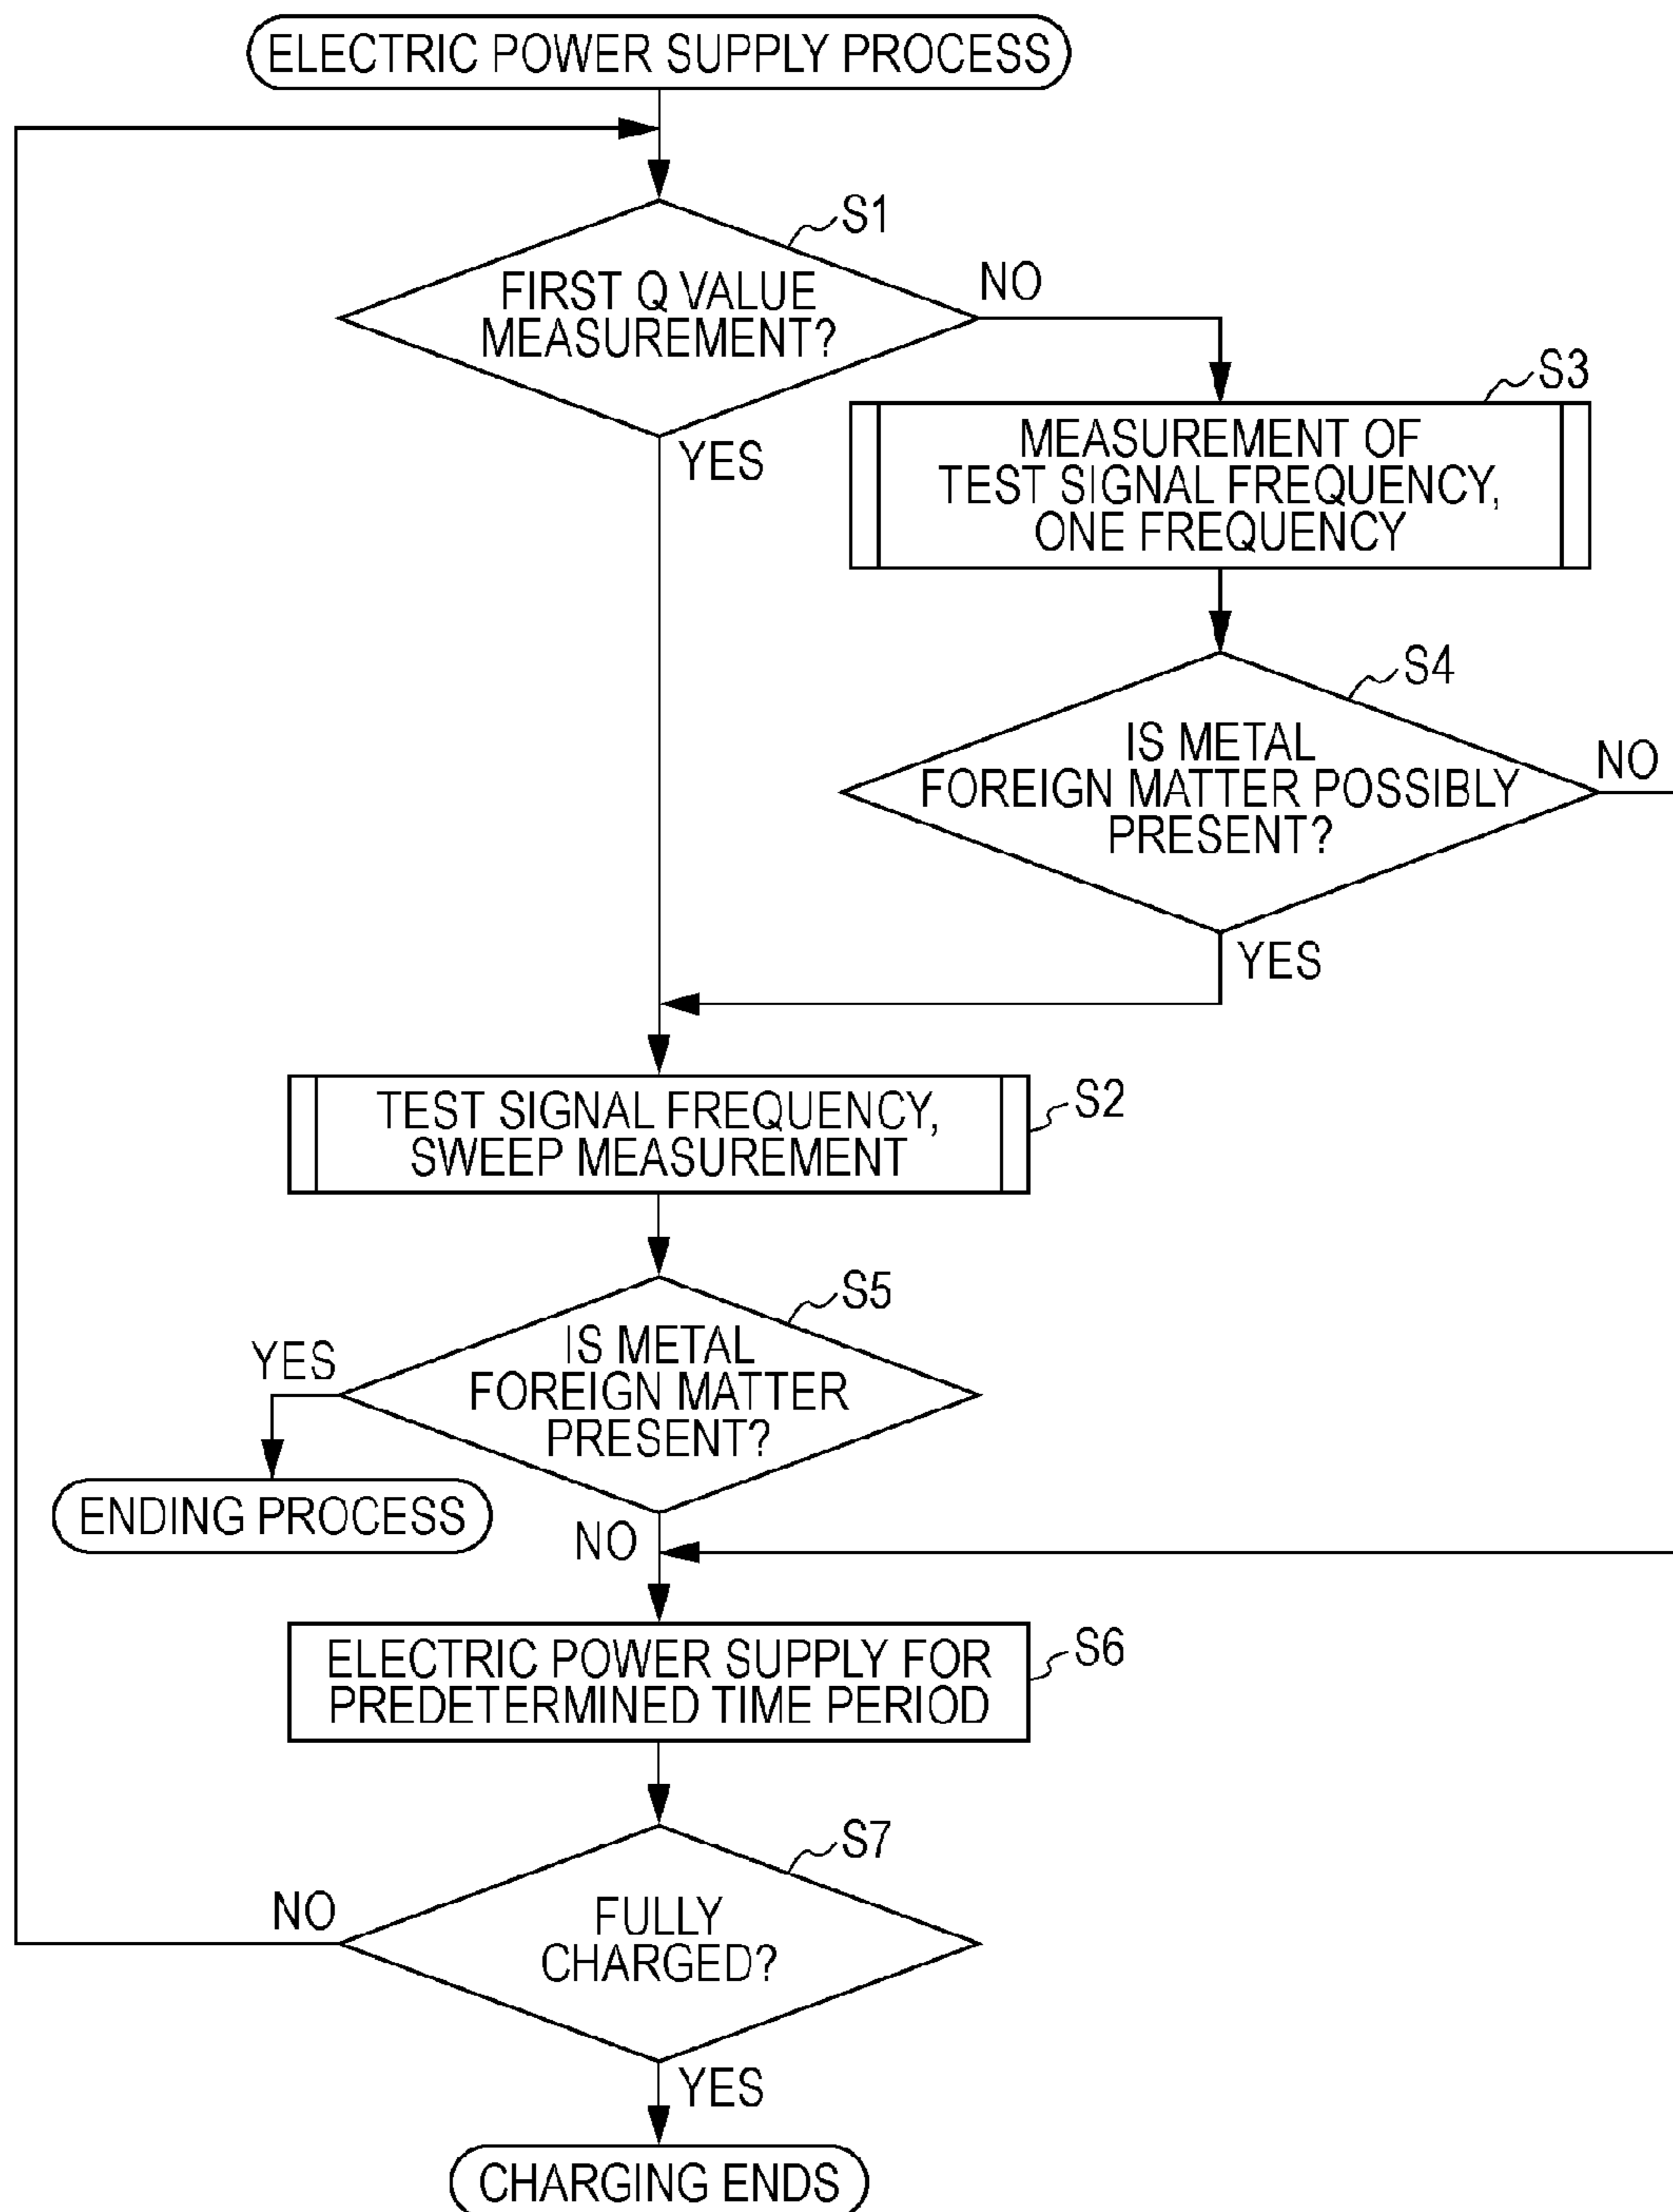 ELECTRIC POWER SUPPLY PROCESS
S1
FIRST Q VALUE
MEASUREMENT?
NO
YES
S3
MEASUREMENT OF
TEST SIGNAL FREQUENCY,
ONE FREQUENCY
S4
IS METAL
FOREIGN MATTER POSSIBLY
PRESENT?
NO
YES
TEST SIGNAL FREQUENCY,
SWEEP MEASUREMENT
S2
S5
IS METAL
FOREIGN MATTER
PRESENT?
YES
ENDING PROCESS
NO
ELECTRIC POWER SUPPLY FOR
PREDETERMINED TIME PERIOD
S6
S7
FULLY
CHARGED?
NO
YES
CHARGING ENDS